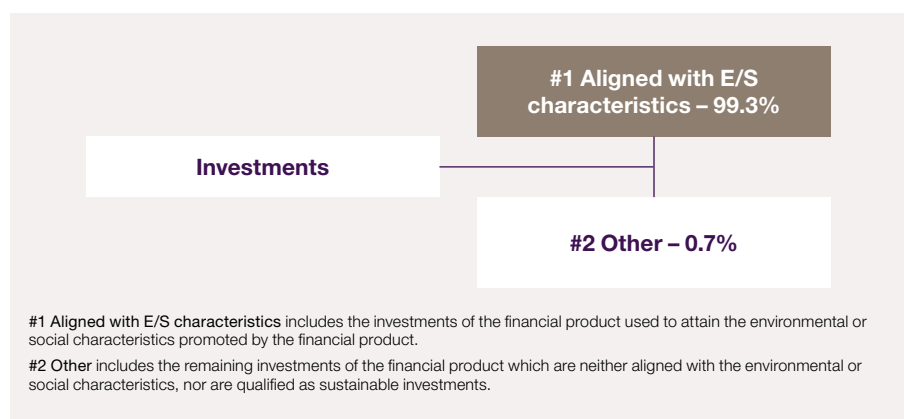 #1 Aligned with E/S
characteristics – 99.3%
Investments
#2 Other – 0.7%
#1 Aligned with E/S characteristics includes the investments of the financial product used to attain the environmental or
social characteristics promoted by the financial product.
#2 Other includes the remaining investments of the financial product which are neither aligned with the environmental or
social characteristics, nor are qualified as sustainable investments.